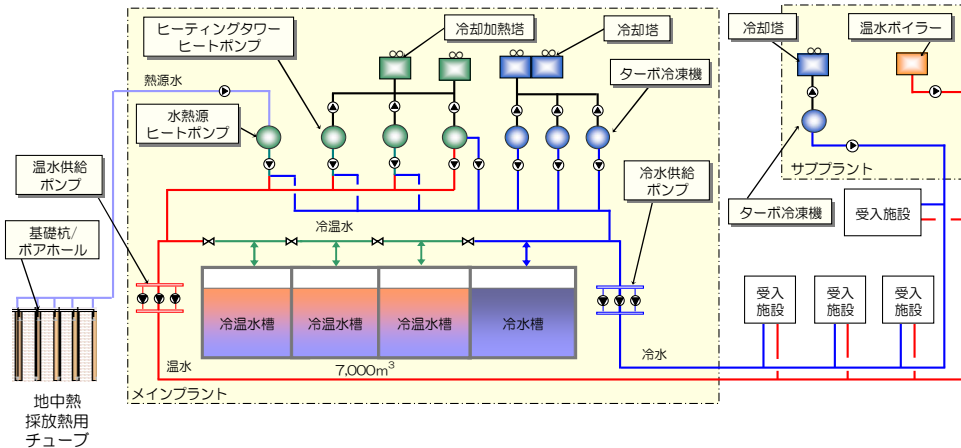 ヒーティングタワー
ヒートポンプ
冷却加熱塔
冷却塔
冷却塔
温水ボイラー
熱源水
ターボ冷凍機
水熱源
ヒートポンプ
温水供給
ポンプ
冷水供給
ポンプ
サブプラント
ターボ冷凍機
受入施設
基礎杭/
ボアホール
冷温水
冷温水槽
冷温水槽
冷温水槽
冷水槽
受入
施設
受入
施設
受入
施設
温水
7,000m³
冷水
メインプラント
地中熱
採放熱用
チューブ